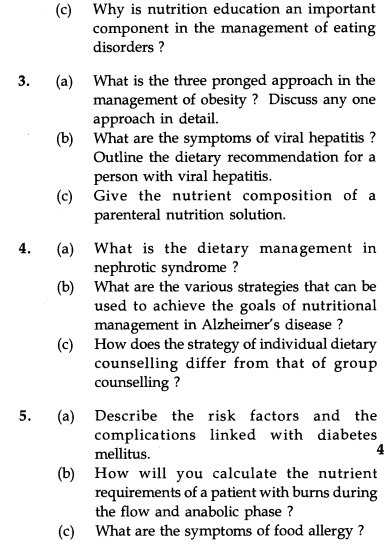 (c) Why is nutrition education an important
component in the management of eating
disorders ?
3. (a) What is the three pronged approach in the
management of obesity ? Discuss any one
approach in detail.
(b) What are the symptoms of viral hepatitis ?
Outline the dietary recommendation for a
person with viral hepatitis.
(c) Give the nutrient composition of a
parenteral nutrition solution.
4. (a) What is the dietary management in
nephrotic syndrome ?
(b) What are the various strategies that can be
used to achieve the goals of nutritional
management in Alzheimer's disease ?
(c) How does the strategy of individual dietary
counselling differ from that of group
counselling ?
5. (a) Describe the risk factors and the
complications linked with diabetes
mellitus. 4
(b) How will you calculate the nutrient
requirements of a patient with burns during
the flow and anabolic phase ?
(c) What are the symptoms of food allergy ?